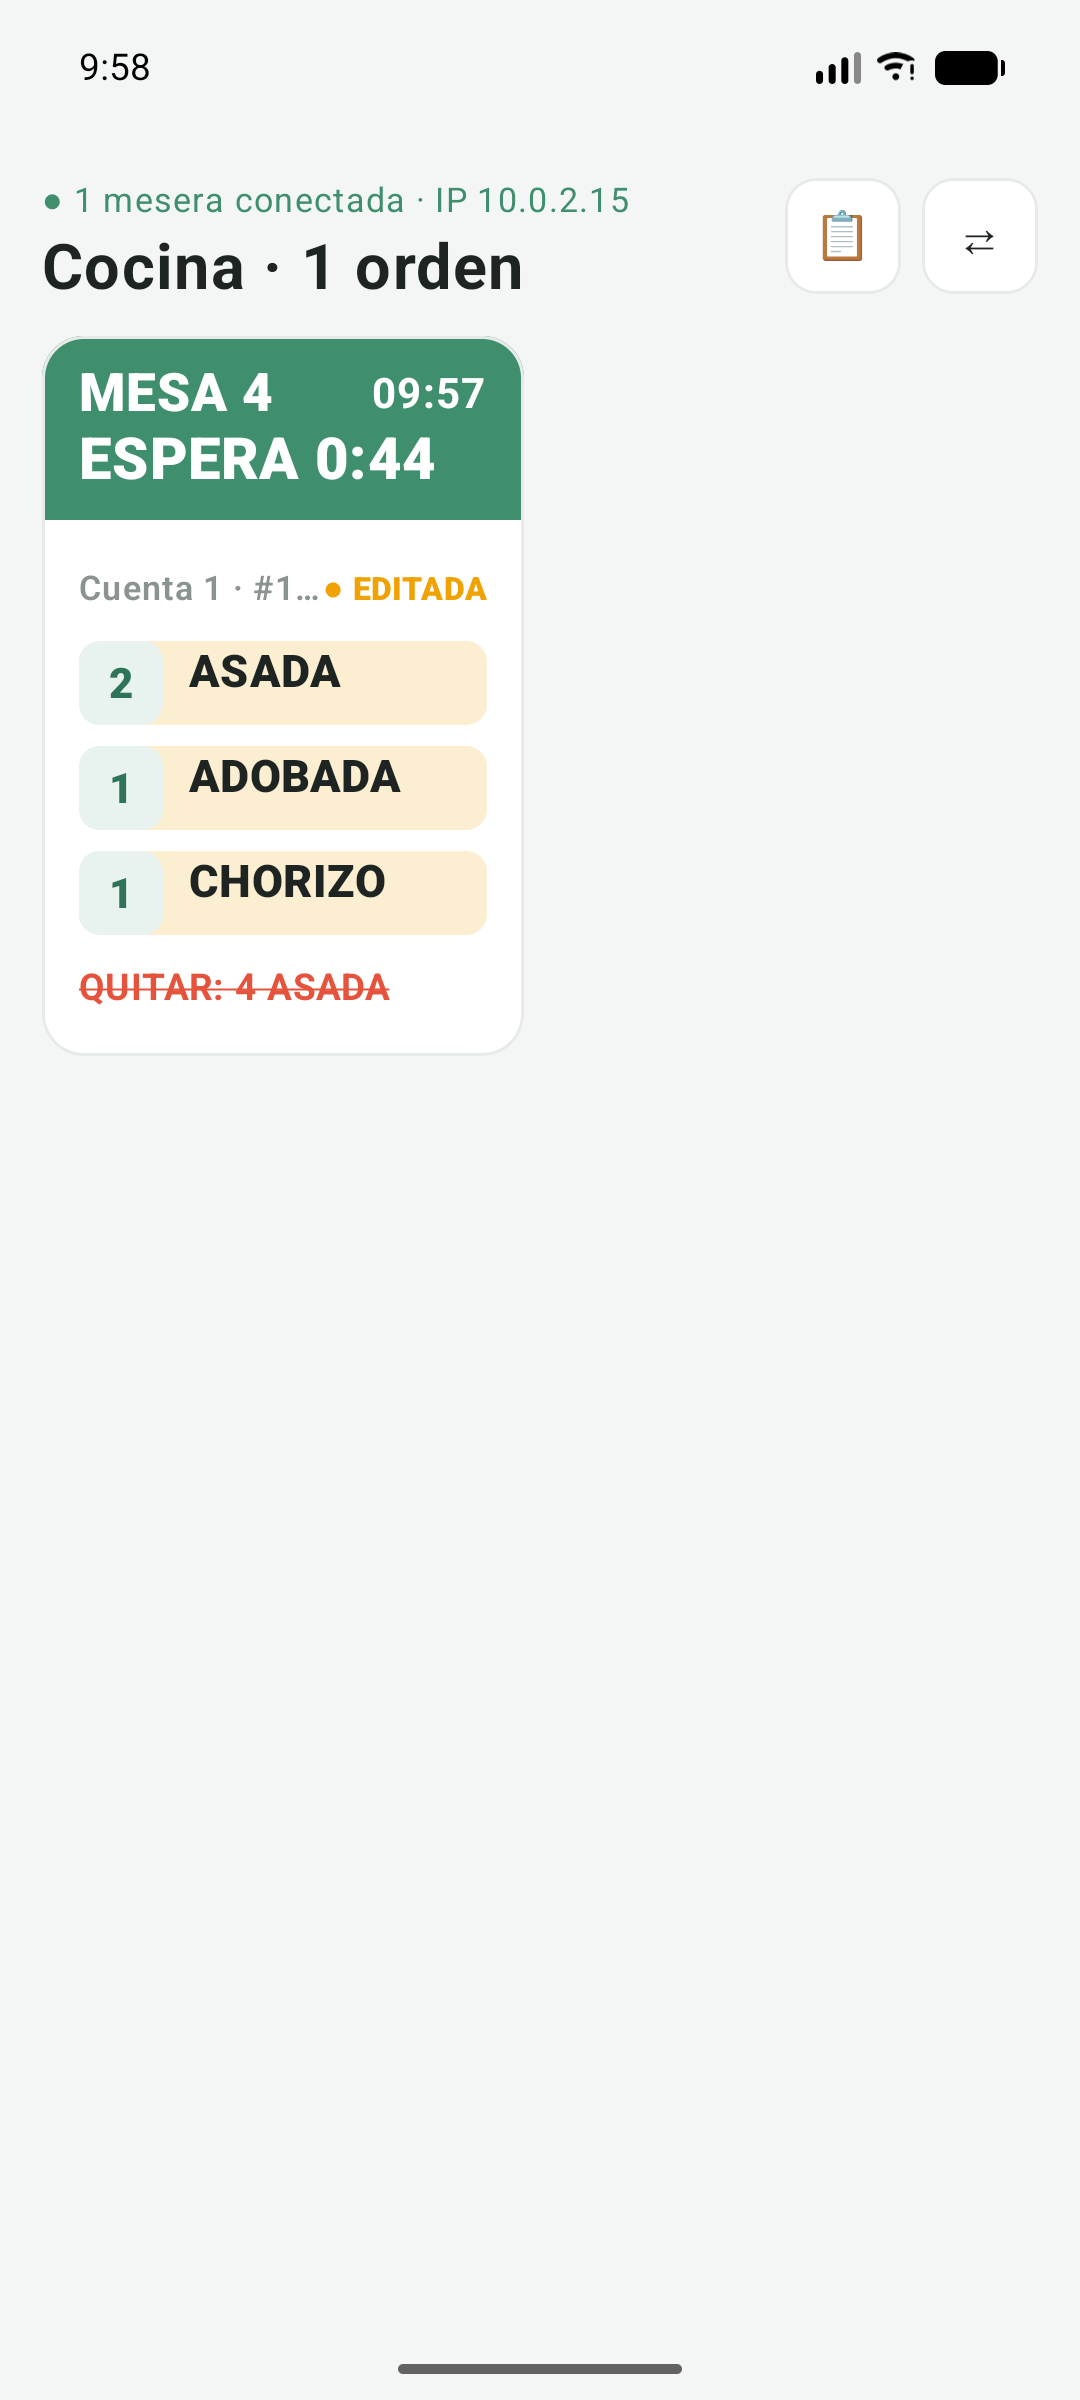 9:58
● 1 mesera conectada · IP 10.0.2.15
Cocina · 1 orden
MESA 4 09:57
ESPERA 0:44
Cuenta 1 · #1… ● EDITADA
2 ASADA
1 ADOBADA
1 CHORIZO
QUITAR: 4 ASADA